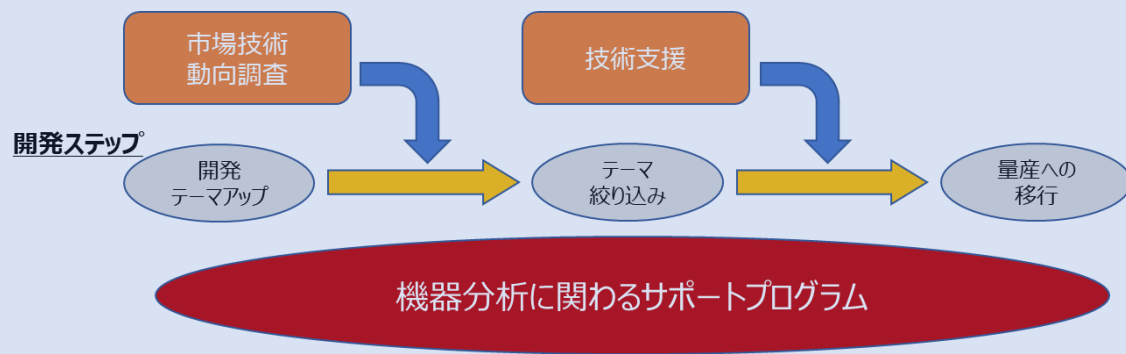 市場技術
動向調査
技術支援
開発ステップ
開発
テーマアップ
テーマ
絞り込み
量産への
移行
機器分析に関わるサポートプログラム